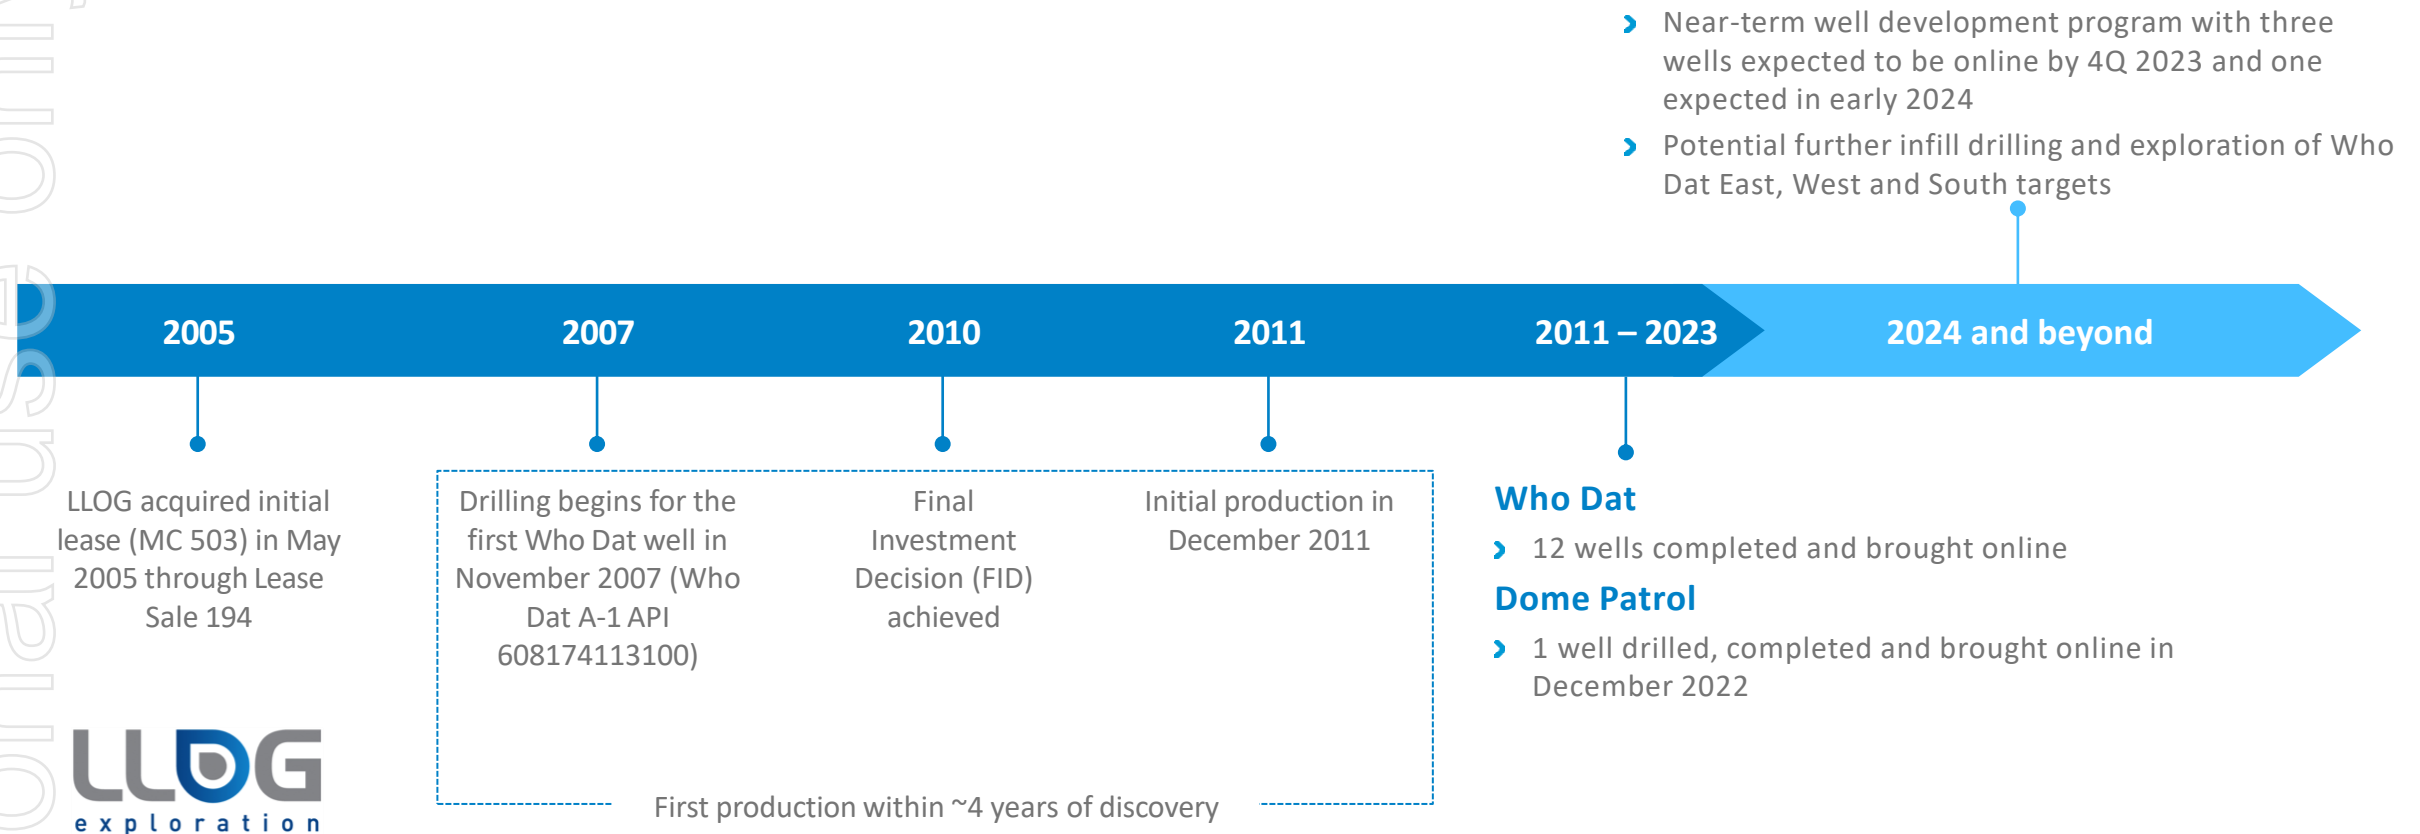 Near-term well development program with three
wells expected to be online by 4Q 2023 and one
expected in early 2024
Potential further infill drilling and exploration of Who
Dat East, West and South targets
2005
2007
2010
2011
2011 – 2023
2024 and beyond
LLOG acquired initial
lease (MC 503) in May
2005 through Lease
Sale 194
Drilling begins for the
first Who Dat well in
November 2007 (Who
Dat A-1 API
608174113100)
Final
Investment
Decision (FID)
achieved
Initial production in
December 2011
Who Dat
12 wells completed and brought online
Dome Patrol
1 well drilled, completed and brought online in
December 2022
First production within ~4 years of discovery
LLOG
exploration
use